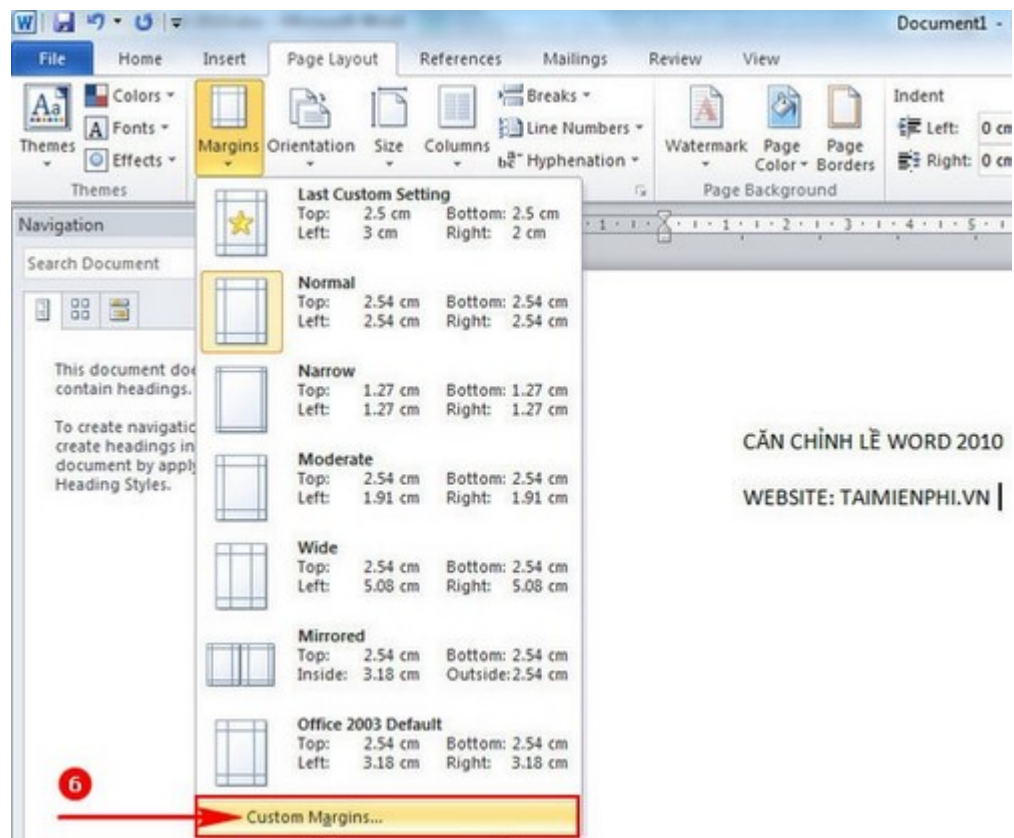 Document1 -
File Home Insert Page Layout References Mailings Review View
Aa Colors
A Fonts
Effects
Themes
Margins Orientation Size Columns
Breaks
Line Numbers
Hyphenation
Watermark Page Color Page Borders
Indent
Left: 0 cm
Right: 0 cm
Themes Page Background
Navigation
Search Document
This document doe
contain headings.
To create navigatic
create headings in
document by apply
Heading Styles.
Last Custom Setting
Top: 2.5 cm Bottom: 2.5 cm
Left: 3 cm Right: 2 cm
Normal
Top: 2.54 cm Bottom: 2.54 cm
Left: 2.54 cm Right: 2.54 cm
Narrow
Top: 1.27 cm Bottom: 1.27 cm
Left: 1.27 cm Right: 1.27 cm
Moderate
Top: 2.54 cm Bottom: 2.54 cm
Left: 1.91 cm Right: 1.91 cm
Wide
Top: 2.54 cm Bottom: 2.54 cm
Left: 5.08 cm Right: 5.08 cm
Mirrored
Top: 2.54 cm Bottom: 2.54 cm
Inside: 3.18 cm Outside: 2.54 cm
Office 2003 Default
Top: 2.54 cm Bottom: 2.54 cm
Left: 3.18 cm Right: 3.18 cm
6
Custom Margins...
1 1 2 3 4 5
CĂN CHỈNH LỀ WORD 2010
WEBSITE: TAIMIENPHI.VN